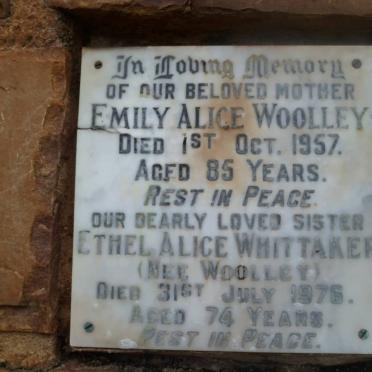 In Loving Memory
OF OUR BELOVED MOTHER
EMILY ALICE WOOLLEY
DIED 1ST OCT. 1957.
AGED 85 YEARS.
REST IN PEACE.
OUR DEARLY LOVED SISTER
ETHEL ALICE WHITTAKER
(NEE WOOLLEY)
DIED 31ST JULY 1976.
AGED 74 YEARS.
REST IN PEACE.